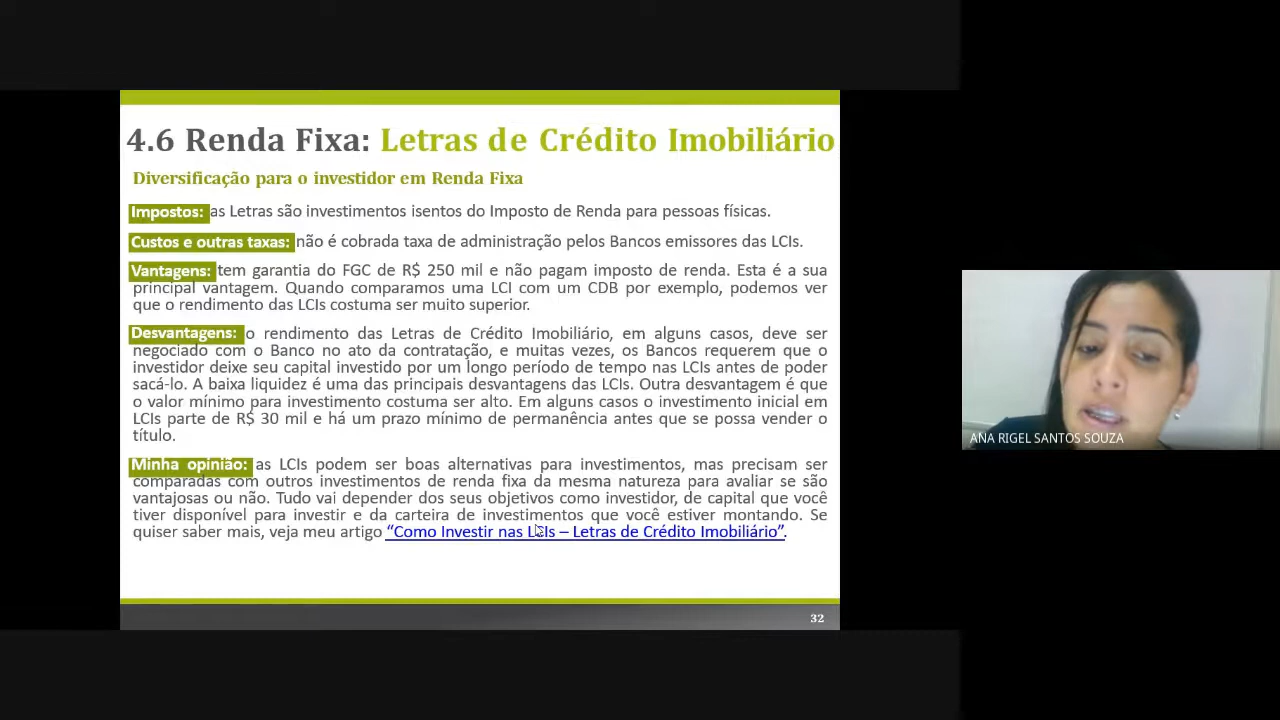 4.6 Renda Fixa: Letras de Crédito Imobiliário
Diversificação para o investidor em Renda Fixa
Impostos: as Letras são investimentos isentos do Imposto de Renda para pessoas físicas.
Custos e outras taxas: não é cobrada taxa de administração pelos Bancos emissores das LCIs.
Vantagens: tem garantia do FGC de R$ 250 mil e não pagam imposto de renda. Esta é a sua
principal vantagem. Quando comparamos uma LCI com um CDB por exemplo, podemos ver
que o rendimento das LCIs costuma ser muito superior.
Desvantagens: o rendimento das Letras de Crédito Imobiliário, em alguns casos, deve ser
negociado com o Banco no ato da contratação, e muitas vezes, os Bancos requerem que o
investidor deixe seu capital investido por um longo período de tempo nas LCIs antes de poder
sacá-lo. A baixa liquidez é uma das principais desvantagens das LCIs. Outra desvantagem é que
o valor mínimo para investimento costuma ser alto. Em alguns casos o investimento inicial em
LCIs parte de R$ 30 mil e há um prazo mínimo de permanência antes que se possa vender o
título.
Minha opinião: as LCIs podem ser boas alternativas para investimentos, mas precisam ser
comparadas com outros investimentos de renda fixa da mesma natureza para avaliar se são
vantajosas ou não. Tudo vai depender dos seus objetivos como investidor, de capital que você
tiver disponível para investir e da carteira de investimentos que você estiver montando. Se
quiser saber mais, veja meu artigo “Como Investir nas LCIs – Letras de Crédito Imobiliário”.
32
ANA RIGEL SANTOS SOUZA